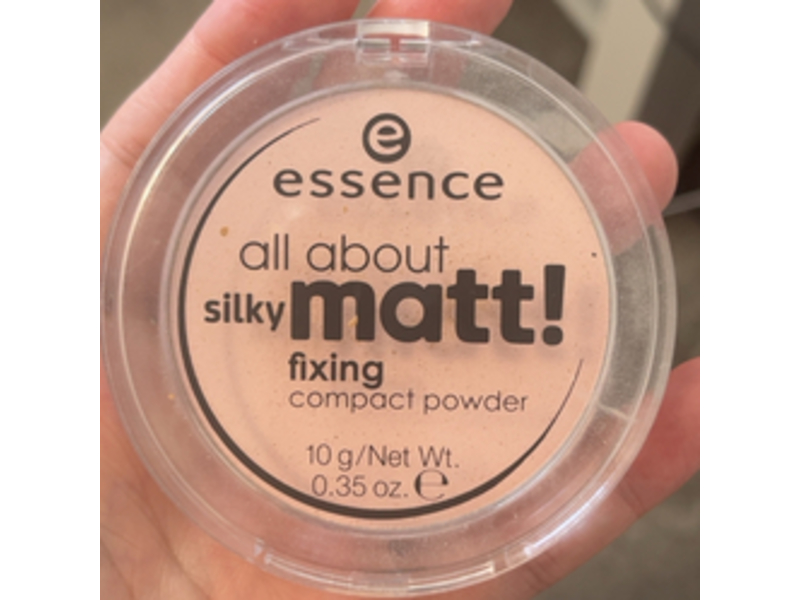 e
essence
all about
silky matt!
fixing
compact powder
10 g/Net Wt.
0.35 oz. ℮